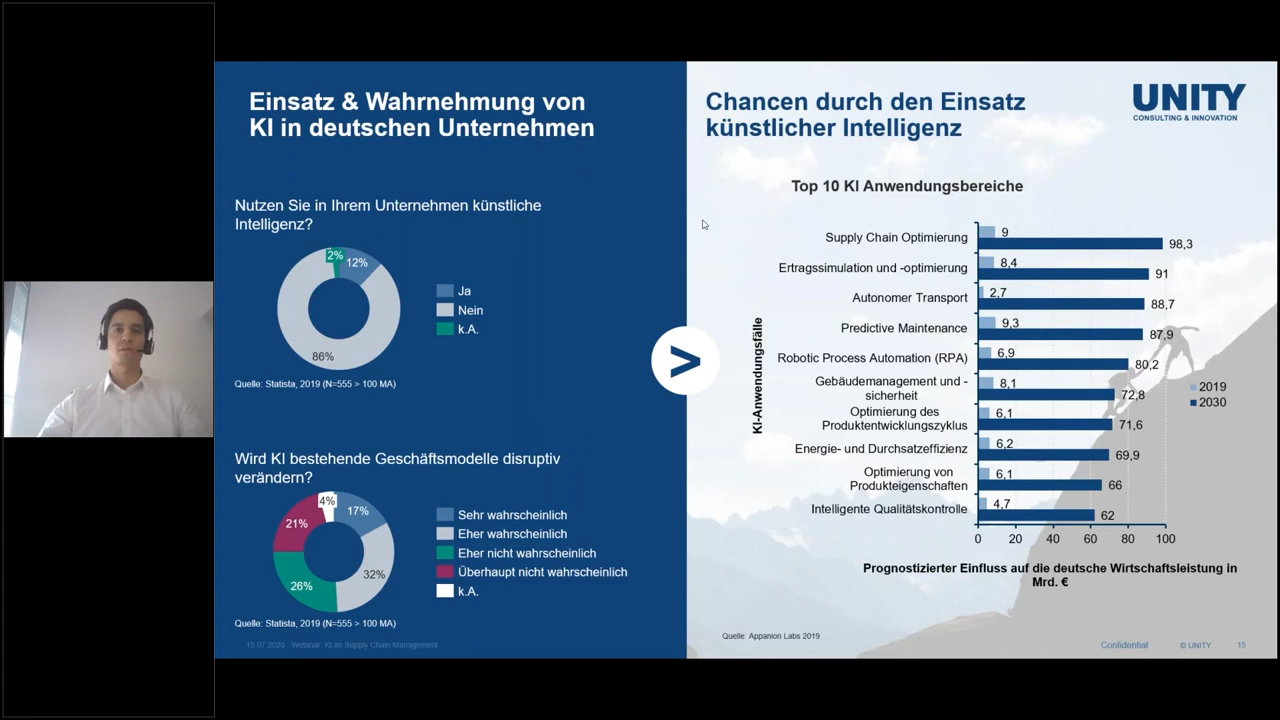 Einsatz & Wahrnehmung von
KI in deutschen Unternehmen
Nutzen Sie in Ihrem Unternehmen künstliche
Intelligenz?
2%
12%
86%
Ja
Nein
k.A.
Quelle: Statista, 2019 (N=555 > 100 MA)
Wird KI bestehende Geschäftsmodelle disruptiv
verändern?
4%
17%
21%
32%
26%
Sehr wahrscheinlich
Eher wahrscheinlich
Eher nicht wahrscheinlich
Überhaupt nicht wahrscheinlich
k.A.
Quelle: Statista, 2019 (N=555 > 100 MA)
15.07.2020 Webinar: KI im Supply Chain Management
>
Chancen durch den Einsatz
künstlicher Intelligenz
UNITY
CONSULTING & INNOVATION
Top 10 KI Anwendungsbereiche
KI-Anwendungsfälle
Supply Chain Optimierung 9
98,3
Ertragssimulation und -optimierung 8,4
91
Autonomer Transport 2,7
88,7
Predictive Maintenance 9,3
87,9
Robotic Process Automation (RPA) 6,9
80,2
Gebäudemanagement und -
sicherheit 8,1
72,8
Optimierung des
Produktentwicklungszyklus 6,1
71,6
Energie- und Durchsatzeffizienz 6,2
69,9
Optimierung von
Produkteigenschaften 6,1
66
Intelligente Qualitätskontrolle 4,7
62
2019
2030
0 20 40 60 80 100
Prognostizierter Einfluss auf die deutsche Wirtschaftsleistung in
Mrd. €
Quelle: Appanion Labs 2019
Confidential © UNITY 15